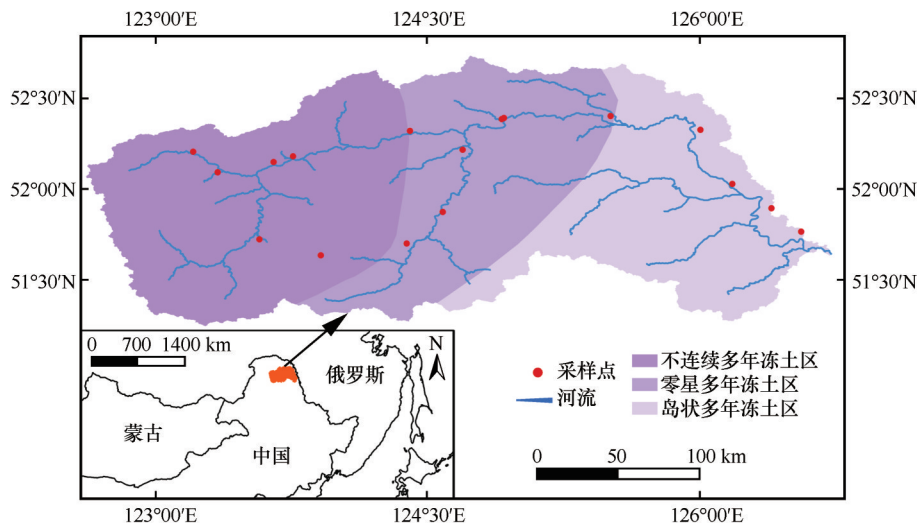 123°00′E 124°30′E 126°00′E
52°30′N 52°30′N
52°00′N 52°00′N
51°30′N 51°30′N
0 700 1400 km
N
俄罗斯
蒙古
中国
采样点
河流
不连续多年冻土区
零星多年冻土区
岛状多年冻土区
0 50 100 km
123°00′E 124°30′E 126°00′E